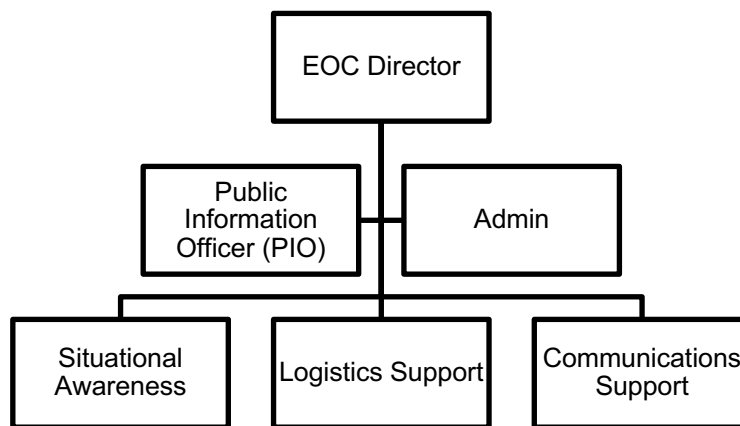 EOC Director
Public
Information
Officer (PIO)
Admin
Situational
Awareness
Logistics Support
Communications
Support